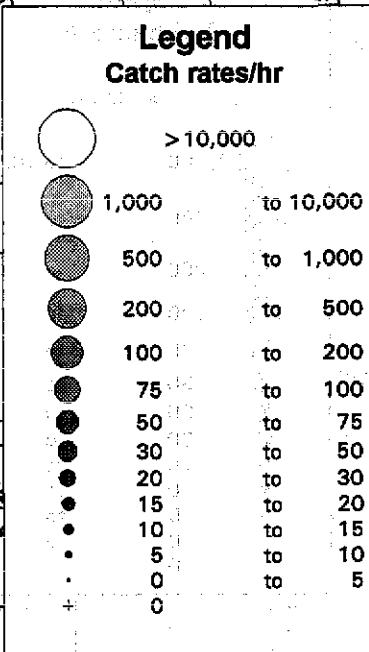 Legend
Catch rates/hr
>10,000
1,000 to 10,000
500 to 1,000
200 to 500
100 to 200
75 to 100
50 to 75
30 to 50
20 to 30
15 to 20
10 to 15
5 to 10
0 to 5
+ 0